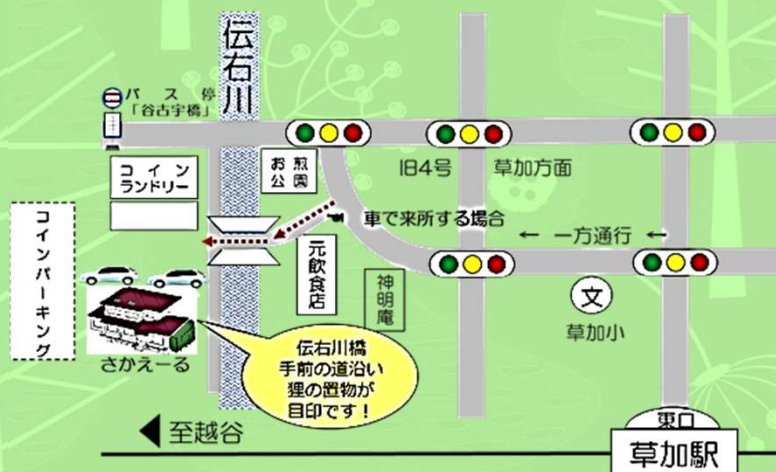 伝右川
バス停
「谷古宇橋」
コイン
ランドリー
お煎
公園
旧4号
草加方面
車で来所する場合
← 一方通行 ←
コインパーキング
元飲食店
神明庵
文
草加小
さかえーる
伝右川橋
手前の道沿い
狸の置物が
目印です！
至越谷
東口
草加駅